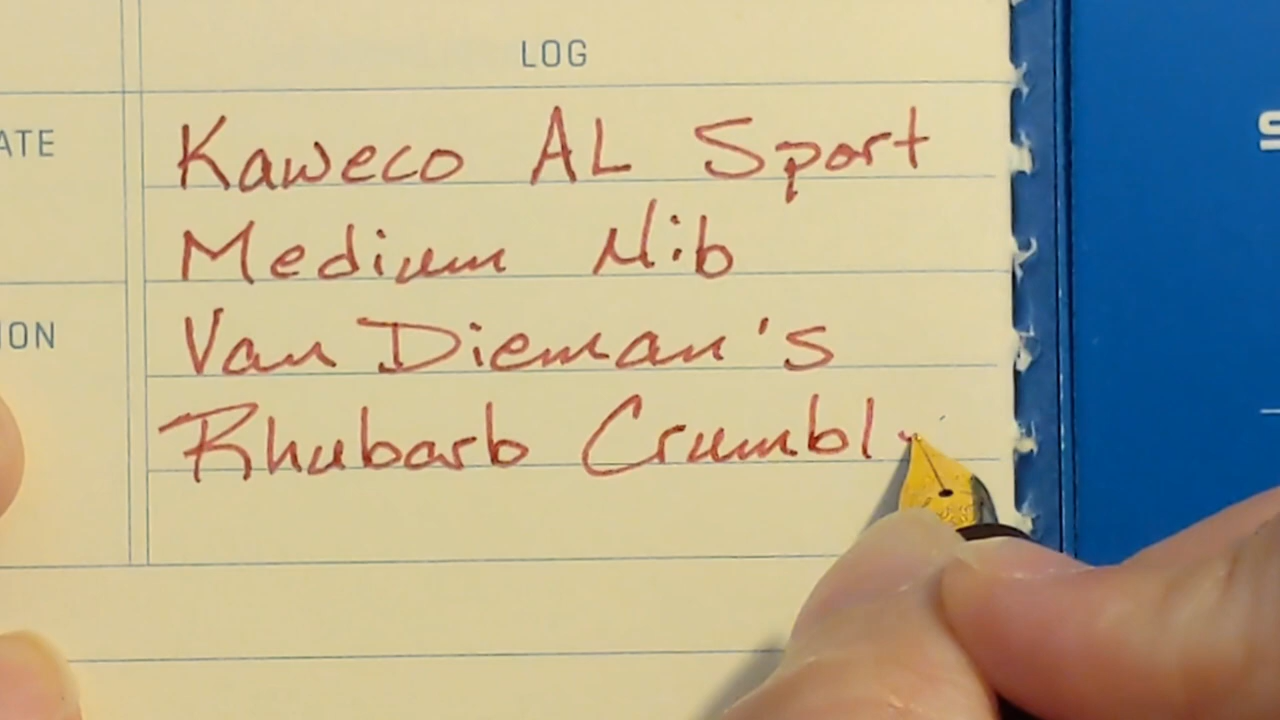 LOG
ATE
Kaweco AL Sport
Medium Nib
ION
Van Dieman's
Rhubarb Crumbl
S